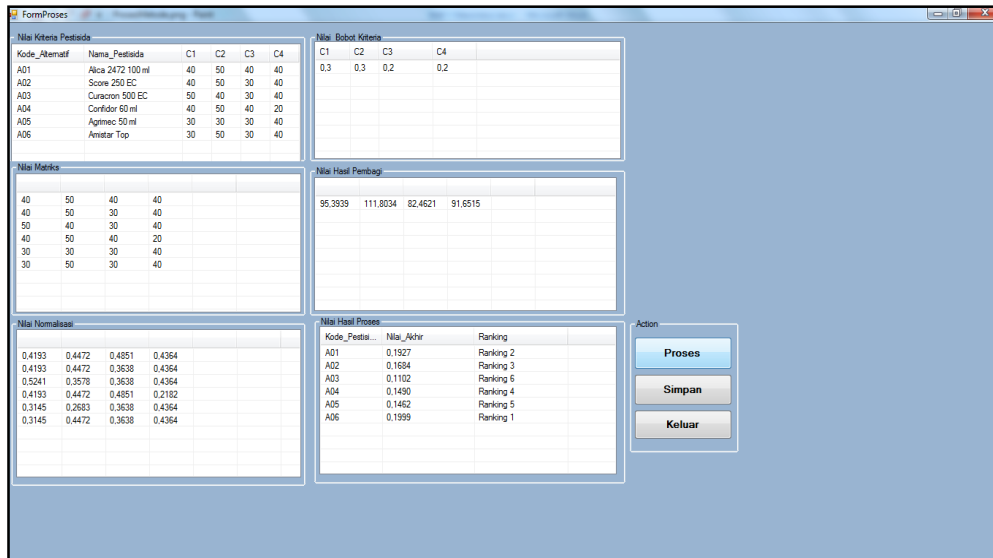 FormProses
Nilai Kriteria Pestisida
Kode_Alternatif Nama_Pestisida C1 C2 C3 C4
A01 Alica 2472 100 ml 40 50 40 40
A02 Score 250 EC 40 50 30 40
A03 Curacron 500 EC 50 40 30 40
A04 Confidor 60 ml 40 50 40 20
A05 Agrimec 50 ml 30 30 30 40
A06 Amistar Top 30 50 30 40
Nilai Bobot Kriteria
C1 C2 C3 C4
0,3 0,3 0,2 0,2
Nilai Matriks
40 50 40 40
40 50 30 40
50 40 30 40
40 50 40 20
30 30 30 40
30 50 30 40
Nilai Hasil Pembagi
95,3939 111,8034 82,4621 91,6515
Nilai Normalisasi
0,4193 0,4472 0,4851 0,4364
0,4193 0,4472 0,3638 0,4364
0,5241 0,3578 0,3638 0,4364
0,4193 0,4472 0,4851 0,2182
0,3145 0,2683 0,3638 0,4364
0,3145 0,4472 0,3638 0,4364
Nilai Hasil Proses
Kode_Pestisi... Nilai_Akhir Ranking
A01 0,1927 Ranking 2
A02 0,1684 Ranking 3
A03 0,1102 Ranking 6
A04 0,1490 Ranking 4
A05 0,1462 Ranking 5
A06 0,1999 Ranking 1
Action
Proses
Simpan
Keluar